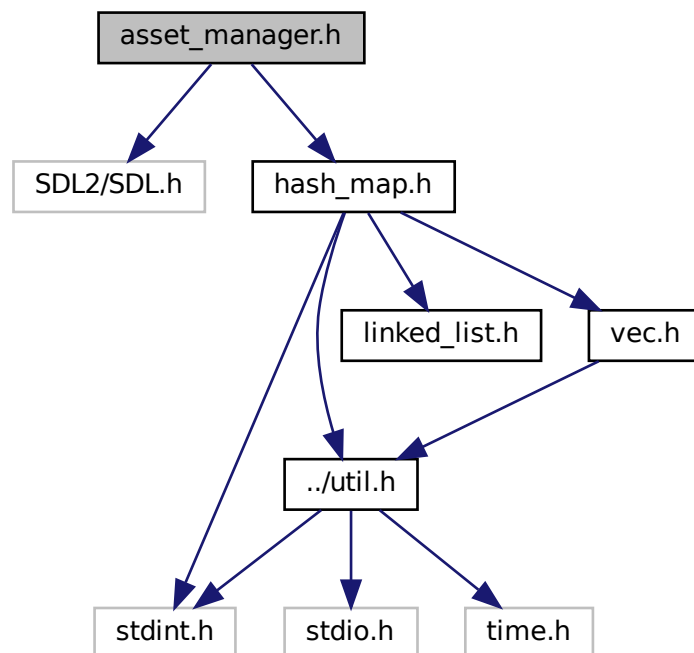 asset_manager.h
SDL2/SDL.h
hash_map.h
linked_list.h
vec.h
../util.h
stdint.h
stdio.h
time.h